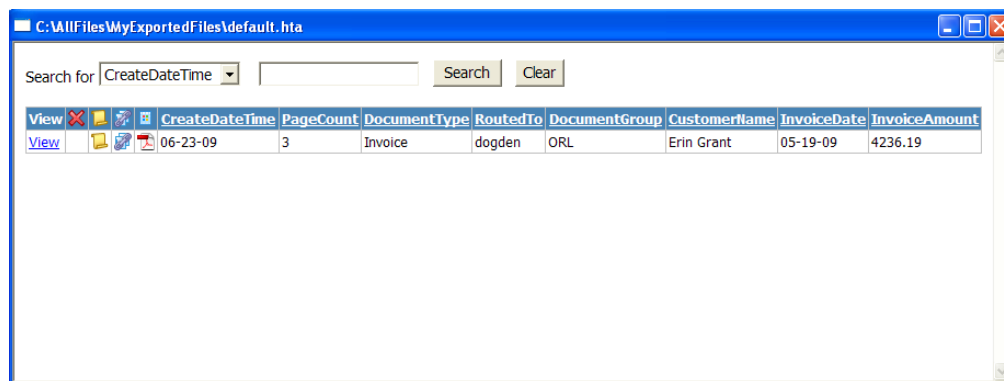 C:\AllFiles\MyExportedFiles\default.hta
Search for CreateDateTime Search Clear
View CreateDateTime PageCount DocumentType RoutedTo DocumentGroup CustomerName InvoiceDate InvoiceAmount
View 06-23-09 3 Invoice dogden ORL Erin Grant 05-19-09 4236.19